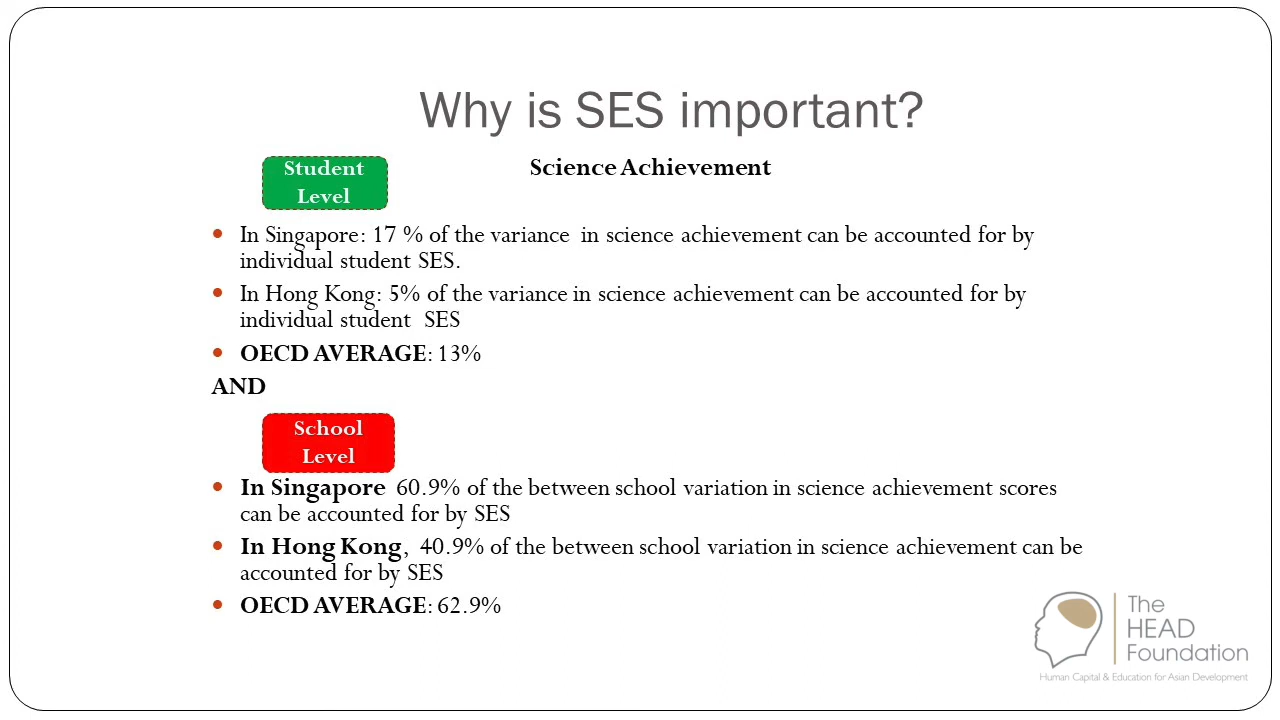 Why is SES important?
Student
Level
Science Achievement
• In Singapore: 17 % of the variance in science achievement can be accounted for by
individual student SES.
• In Hong Kong: 5% of the variance in science achievement can be accounted for by
individual student SES
• OECD AVERAGE: 13%
AND
School
Level
• In Singapore 60.9% of the between school variation in science achievement scores
can be accounted for by SES
• In Hong Kong, 40.9% of the between school variation in science achievement can be
accounted for by SES
• OECD AVERAGE: 62.9%
The
HEAD
Foundation
Human Capital & Education for Asian Development